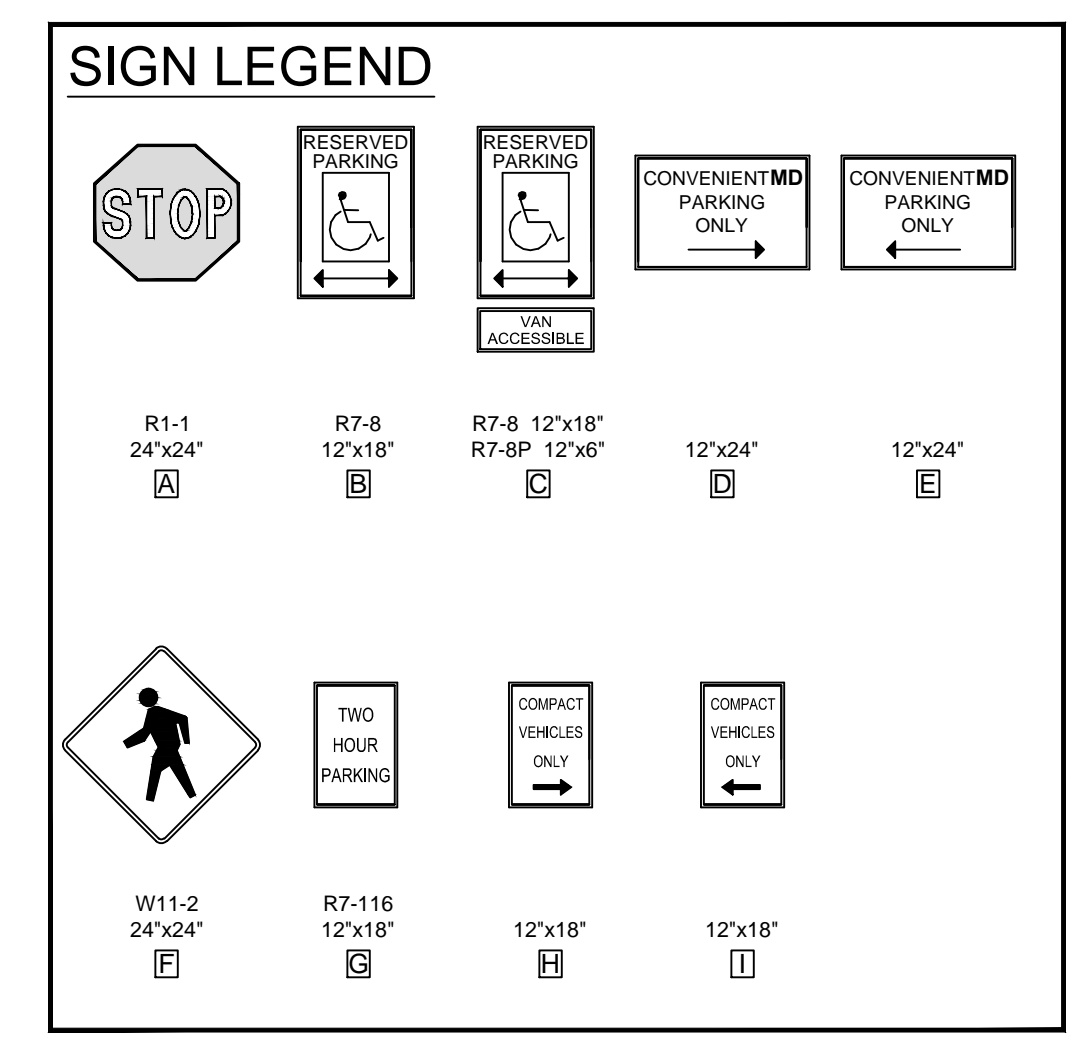 SIGN LEGEND
STOP
RESERVED
PARKING
RESERVED
PARKING
VAN
ACCESSIBLE
CONVENIENTMD
PARKING
ONLY
CONVENIENTMD
PARKING
ONLY
R1-1
24"x24"
A
R7-8
12"x18"
B
R7-8 12"x18"
R7-8P 12"x6"
C
12"x24"
D
12"x24"
E
TWO
HOUR
PARKING
COMPACT
VEHICLES
ONLY
COMPACT
VEHICLES
ONLY
W11-2
24"x24"
F
R7-116
12"x18"
G
12"x18"
H
12"x18"
I